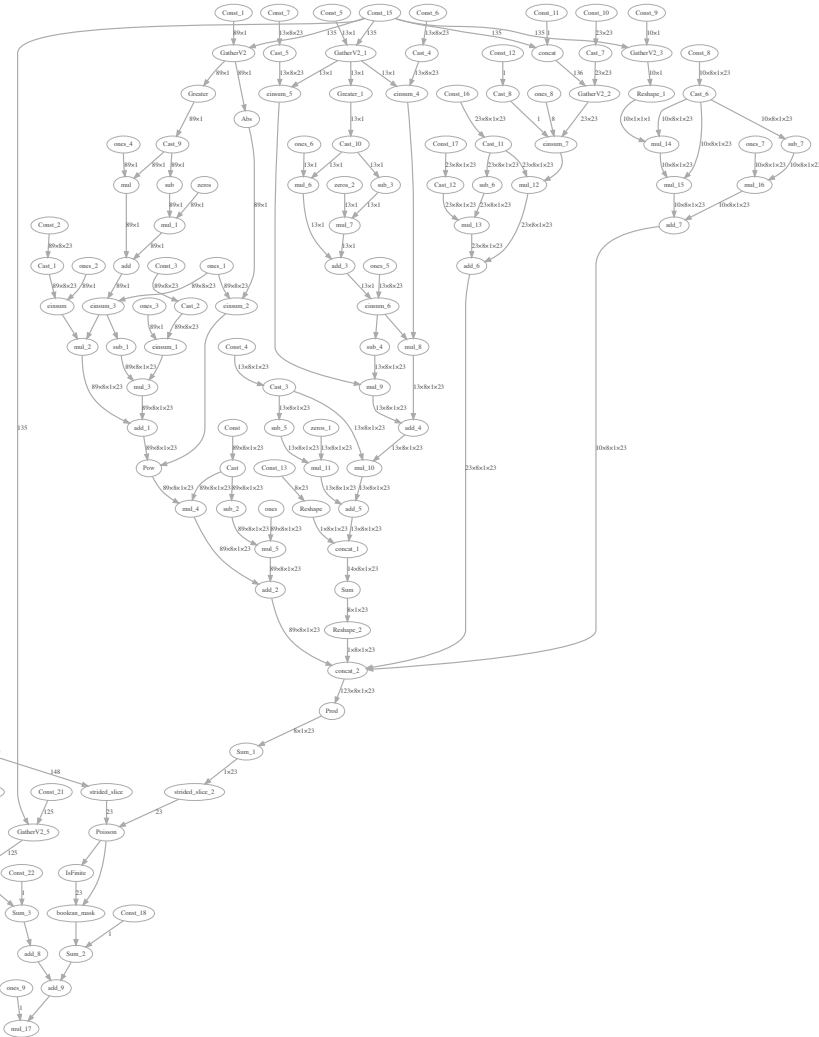 Const_1 Const_7 Const_5 Const_15 Const_6 Const_11 Const_10 Const_9
89×1 13×8×23 13×1 135 135 13×8×23 135 1 23×23 135 10×1
GatherV2 Cast_5 GatherV2_1 Cast_4 Const_12 concat Cast_7 GatherV2_3 Const_8
89×1 89×1 13×8×23 13×1 13×1 13×1 13×8×23 1 136 23×23 10×1 10×8×1×23
Greater einsum_5 Greater_1 einsum_4 Const_16 Cast_8 ones_8 GatherV2_2 Reshape_1 Cast_6
89×1 Abs 13×1 23×8×1×23 1 8 23×23 10×1×1×1 10×8×1×23 10×8×1×23 10×8×1×23
ones_4 Cast_9 ones_6 Cast_10 Const_17 Cast_11 einsum_7 mul_14 ones_7 sub_7
89×1 89×1 89×1 13×1 13×1 13×1 23×8×1×23 23×8×1×23 23×8×1×23 10×8×1×23 10×8×1×23 10×8×1×2
mul sub zeros mul_6 zeros_2 sub_3 Cast_12 sub_6 mul_12 mul_15 mul_16
89×1 89×1 89×1 13×1 13×1 23×8×1×23 23×8×1×23 10×8×1×23 10×8×1×23
Const_2 mul_1 mul_7 mul_13 add_7
89×8×23 89×1 89×1 13×1 13×1 23×8×1×23 23×8×1×23
Cast_1 ones_2 add Const_3 ones_1 add_3 ones_5 add_6
89×8×23 89×1 89×1 89×8×23 89×8×23 89×8×23 13×1 13×8×23
einsum einsum_3 ones_3 Cast_2 einsum_2 einsum_6
89×1 89×8×23
mul_2 sub_1 einsum_1 Const_4 sub_4 mul_8
89×8×1×23 13×8×1×23 13×8×1×23
mul_3 Cast_3 mul_9
89×8×1×23 89×8×1×23 13×8×1×23 13×8×1×23 13×8×1×23
135 add_1 Const sub_5 zeros_1 add_4
89×8×1×23 89×8×1×23 13×8×1×23 13×8×1×23 13×8×1×23 10×8×1×23
Pow Cast Const_13 mul_11 mul_10 23×8×1×23
89×8×1×23 89×8×1×23 89×8×1×23 8×23 13×8×1×23 13×8×1×23
mul_4 sub_2 ones Reshape add_5
89×8×1×23 89×8×1×23 1×8×1×23 13×8×1×23
89×8×1×23 mul_5 concat_1
89×8×1×23 14×8×1×23
add_2 Sum
8×1×23
89×8×1×23 Reshape_2
1×8×1×23
concat_2
123×8×1×23
Prod
8×1×23
Sum_1
148 1×23
Const_21 strided_slice strided_slice_2
125 23 23
GatherV2_5 Poisson
125
Const_22 IsFinite
1 23
Sum_3 boolean_mask Const_18
1
add_8 Sum_2
ones_9 add_9
1
mul_17